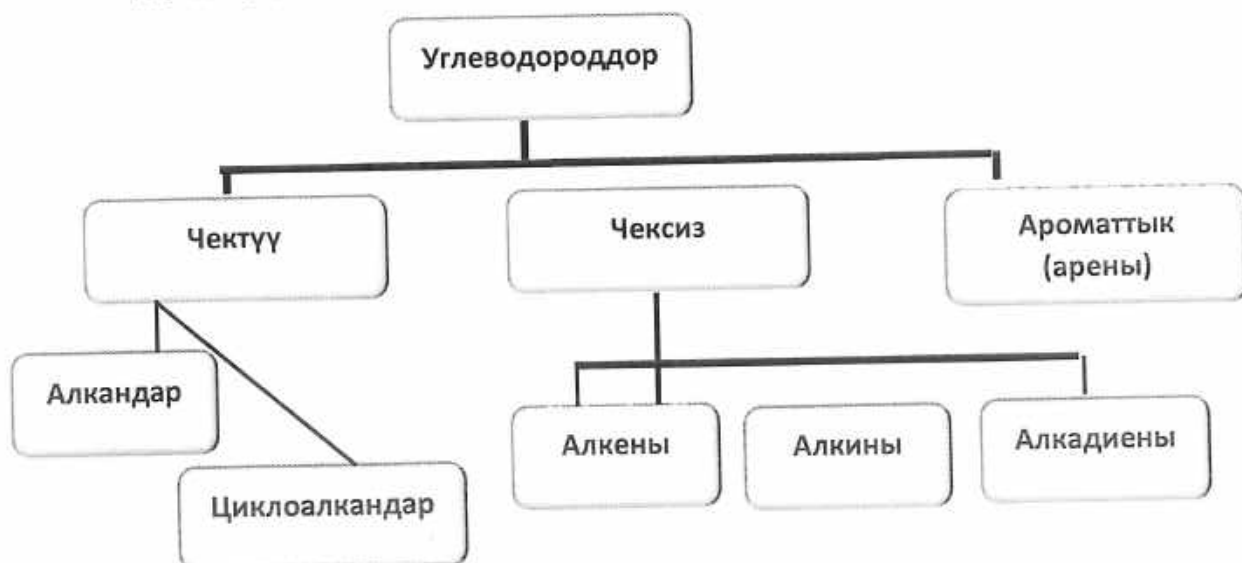 Углеводороддор
Чектүү
Чексиз
Ароматтык
(арены)
Алкандар
Циклоалкандар
Алкены
Алкины
Алкадиены